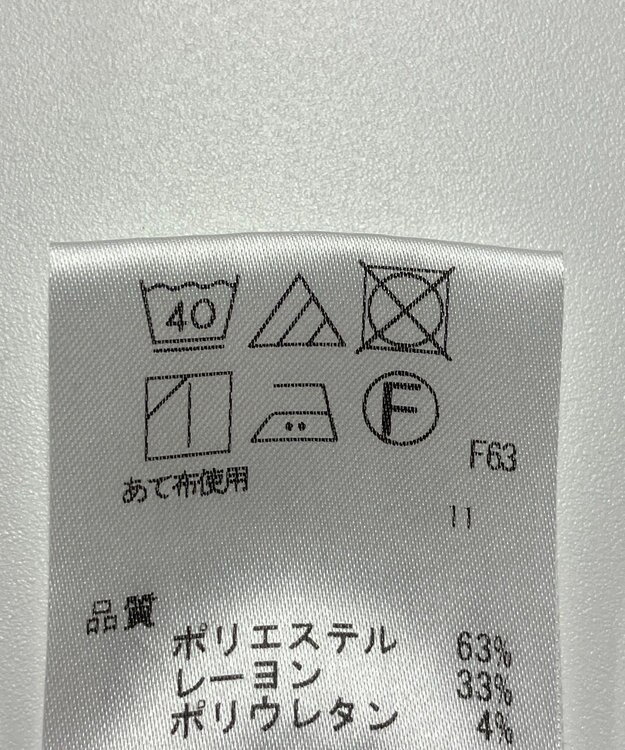 40
F
F63
あて布使用
11
品質
ポリエステル 63%
レーヨン 33%
ポリウレタン 4%